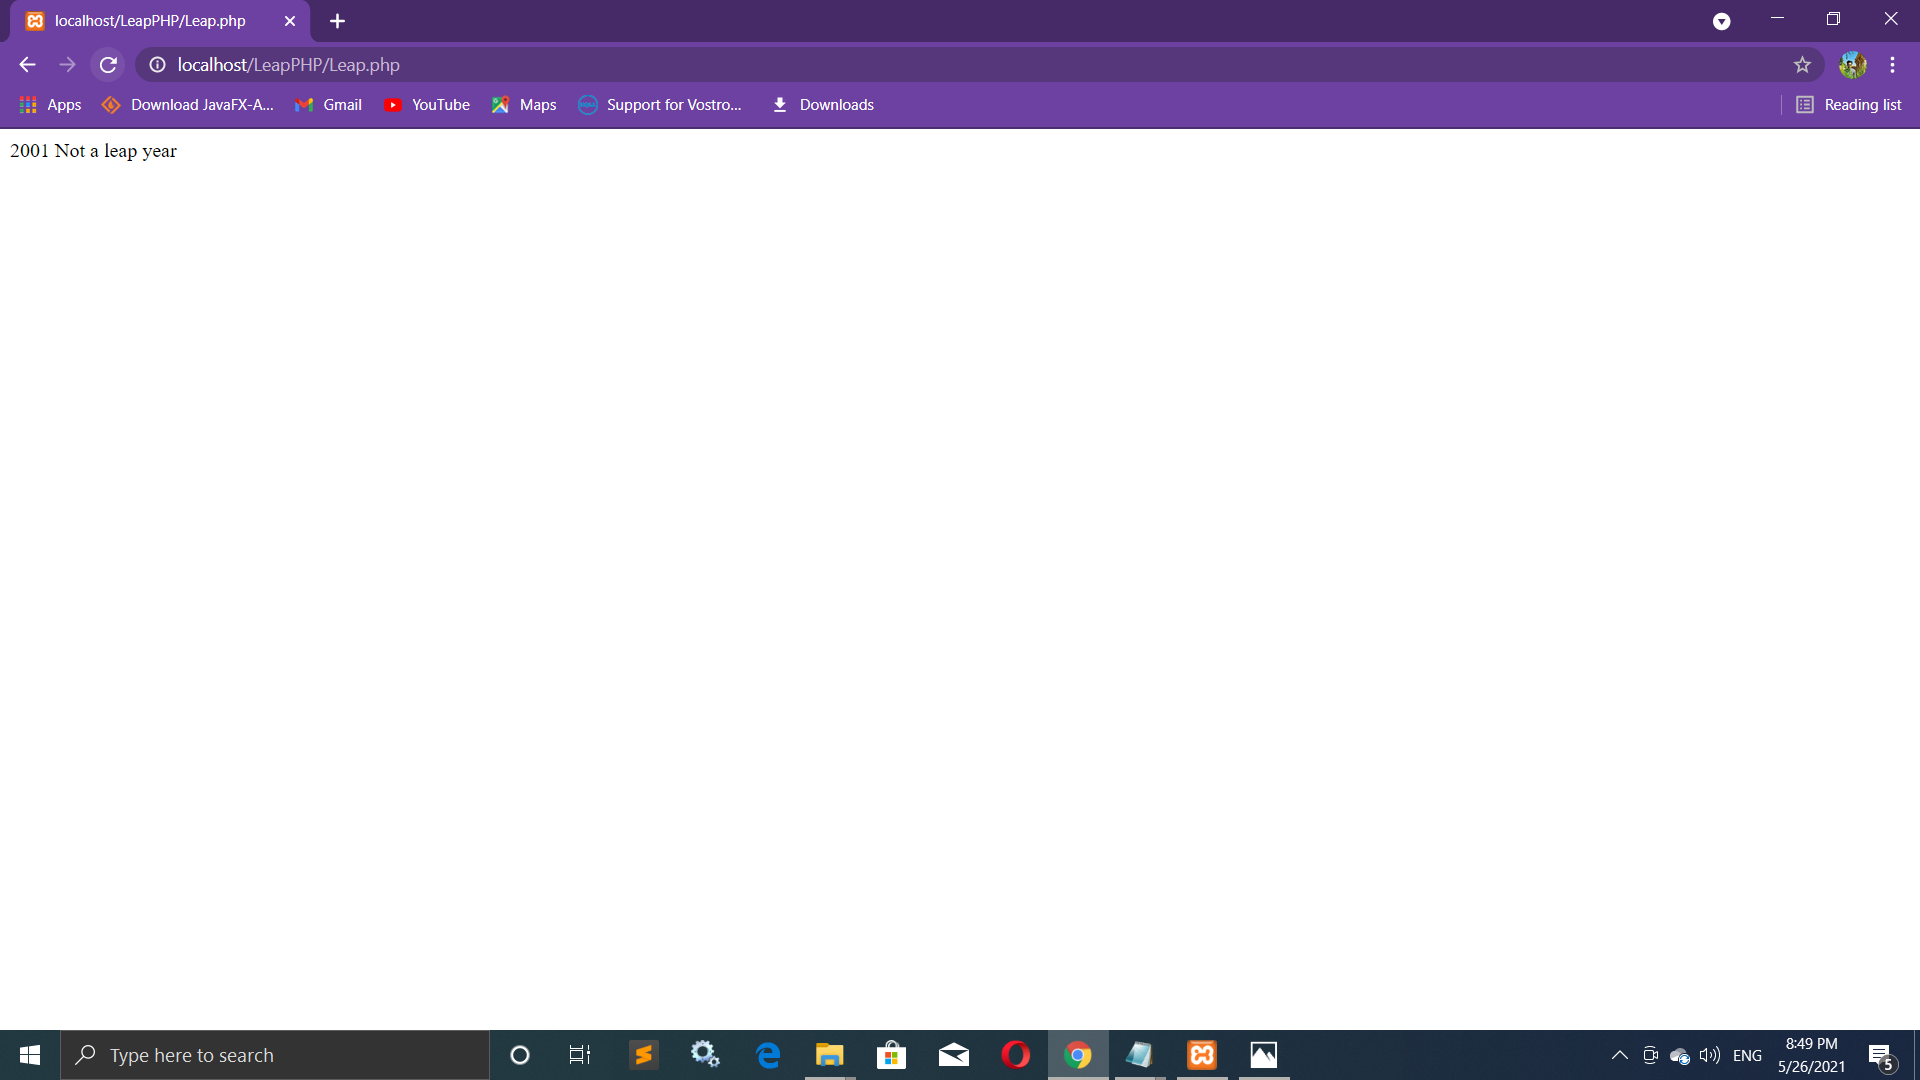 localhost/LeapPHP/Leap.php
localhost/LeapPHP/Leap.php
Apps Download JavaFX-A... Gmail YouTube Maps Support for Vostro... Downloads Reading list
2001 Not a leap year
Type here to search
ENG
8:49 PM
5/26/2021
5